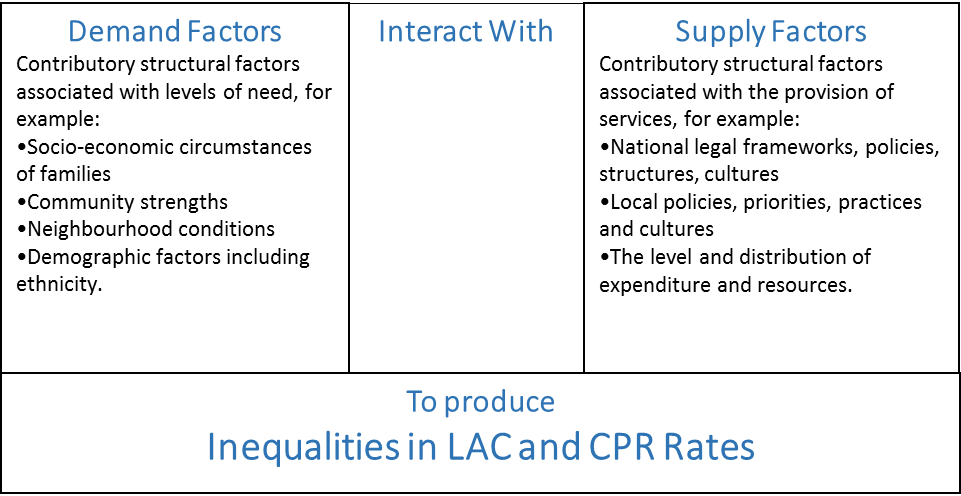 Demand Factors
Contributory structural factors
associated with levels of need, for
example:
•Socio-economic circumstances
of families
•Community strengths
•Neighbourhood conditions
•Demographic factors including
ethnicity.
Interact With
Supply Factors
Contributory structural factors
associated with the provision of
services, for example:
•National legal frameworks, policies,
structures, cultures
•Local policies, priorities, practices
and cultures
•The level and distribution of
expenditure and resources.
To produce
Inequalities in LAC and CPR Rates